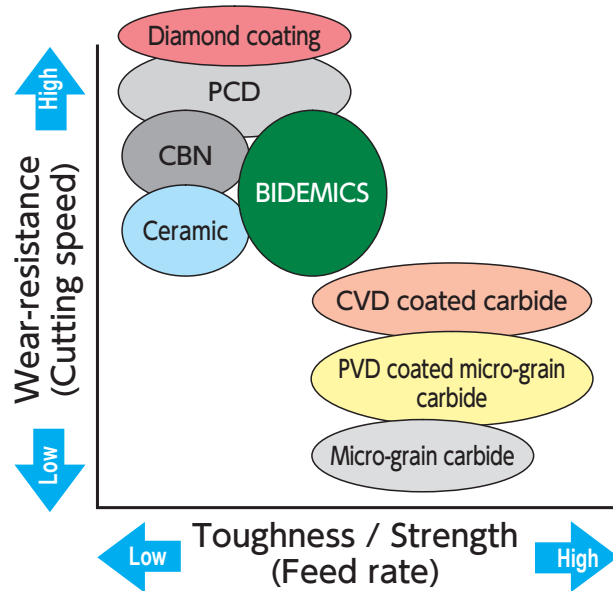 Diamond coating
PCD
CBN
BIDEMICS
Ceramic
CVD coated carbide
PVD coated micro-grain
carbide
Micro-grain carbide
High
Wear-resistance
(Cutting speed)
Low
Low
Toughness / Strength
(Feed rate)
High